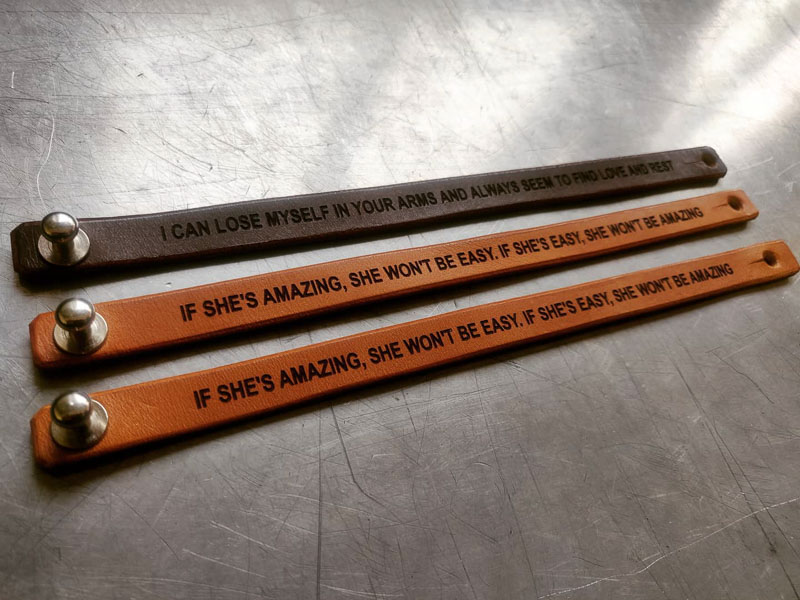 I CAN LOSE MYSELF IN YOUR ARMS AND ALWAYS SEEM TO FIND LOVE AND REST
IF SHE'S AMAZING, SHE WON'T BE EASY. IF SHE'S EASY, SHE WON'T BE AMAZING
IF SHE'S AMAZING, SHE WON'T BE EASY. IF SHE'S EASY, SHE WON'T BE AMAZING